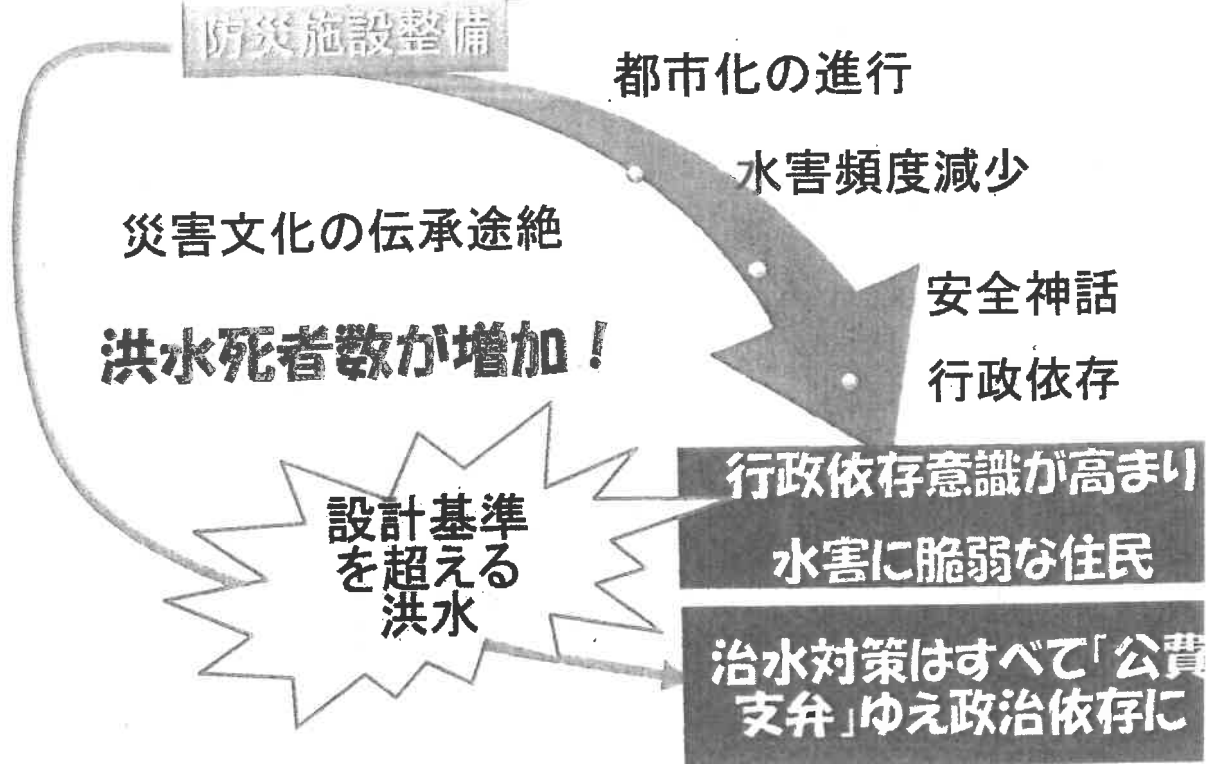 防災施設整備
都市化の進行
水害頻度減少
災害文化の伝承途絶
安全神話
洪水死者数が増加！
行政依存
行政依存意識が高まり
水害に脆弱な住民
設計基準
を超える
洪水
治水対策はすべて「公費
支弁」ゆえ政治依存に